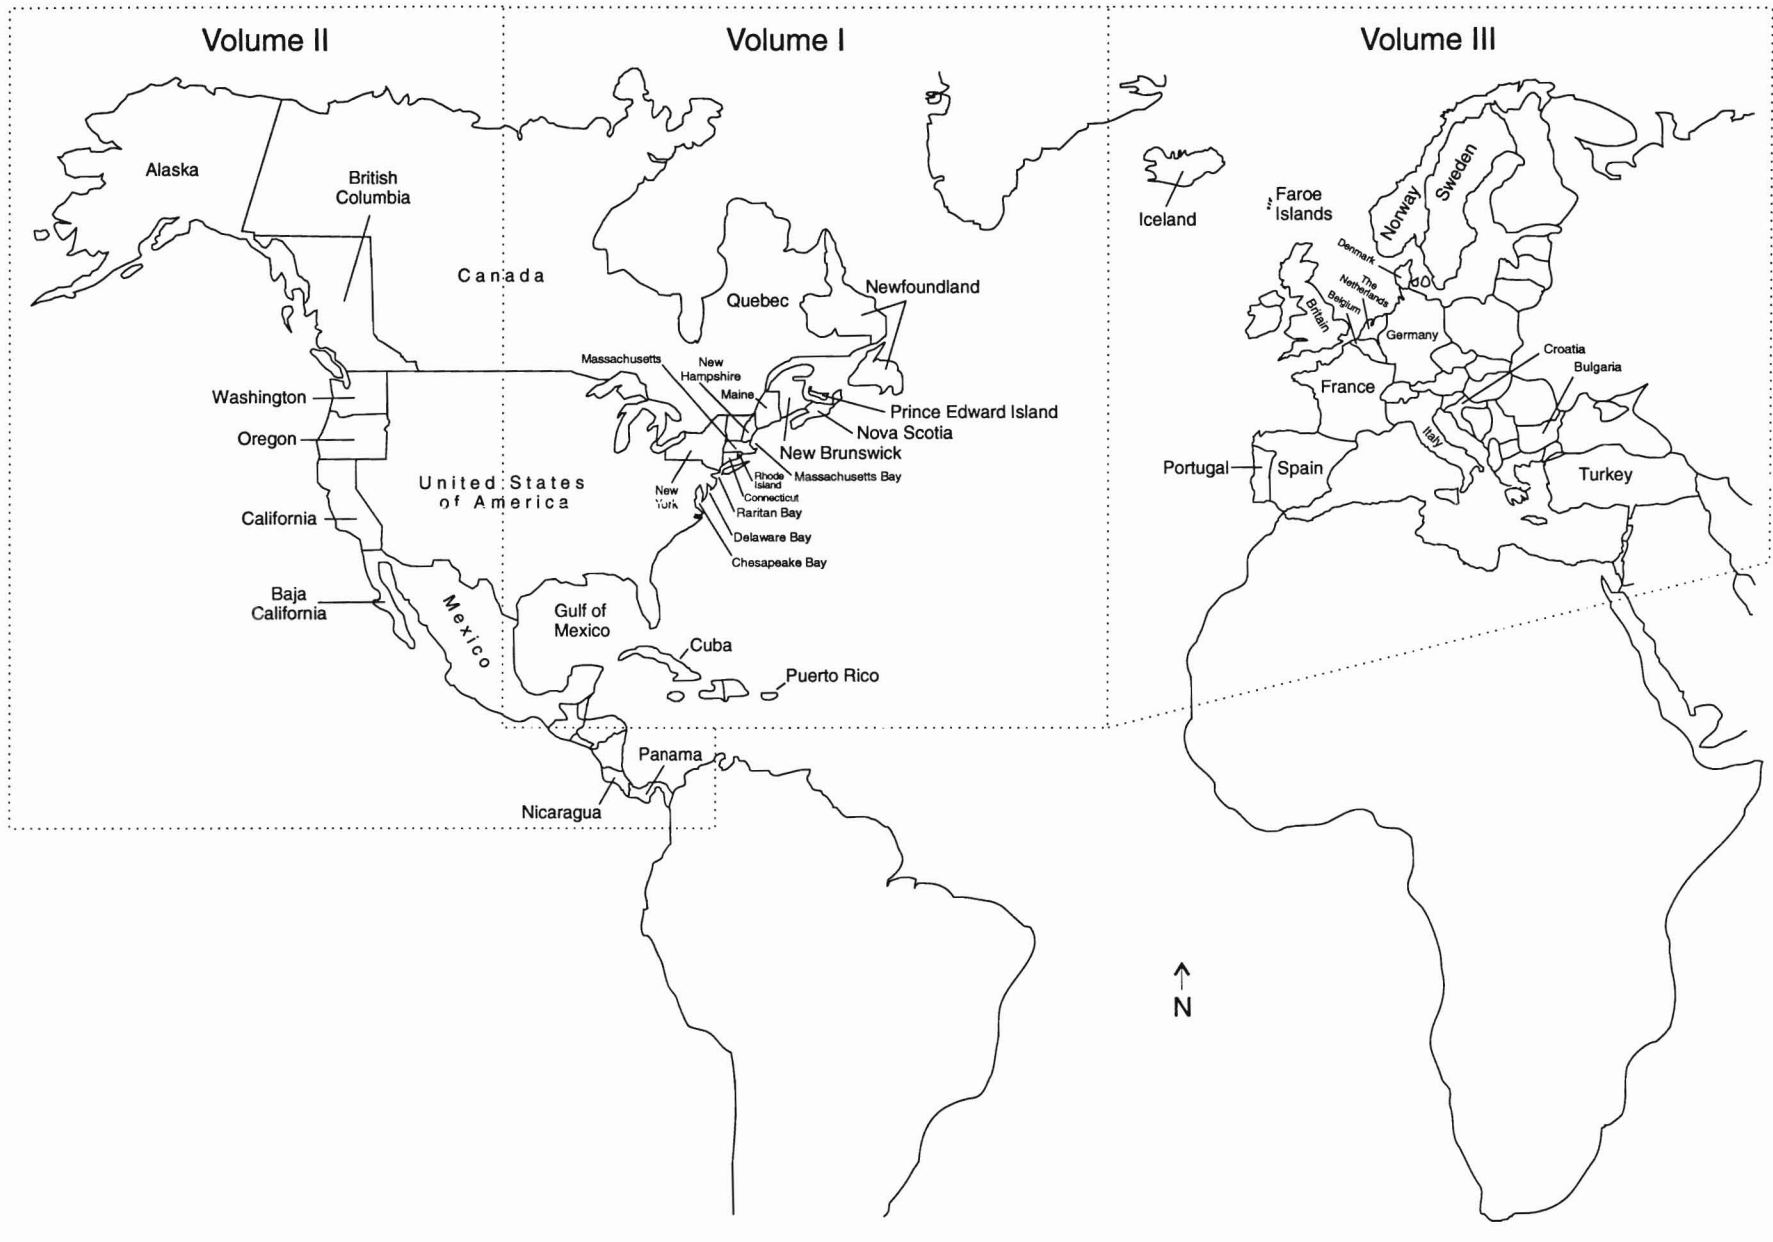 Volume II
Volume I
Volume III
Alaska
British
Columbia
Canada
Quebec
Newfoundland
Iceland
Faroe
Islands
Norway
Sweden
Denmark
The
Netherlands
Belgium
Britain
Germany
France
Croatia
Bulgaria
Italy
Portugal
Spain
Turkey
Massachusetts
New
Hampshire
Maine
Prince Edward Island
Nova Scotia
New Brunswick
Massachusetts Bay
Rhode
Island
Connecticut
Raritan Bay
Delaware Bay
Chesapeake Bay
New
York
Washington
Oregon
California
Baja
California
United States
of America
Mexico
Gulf of
Mexico
Cuba
Puerto Rico
Panama
Nicaragua
N